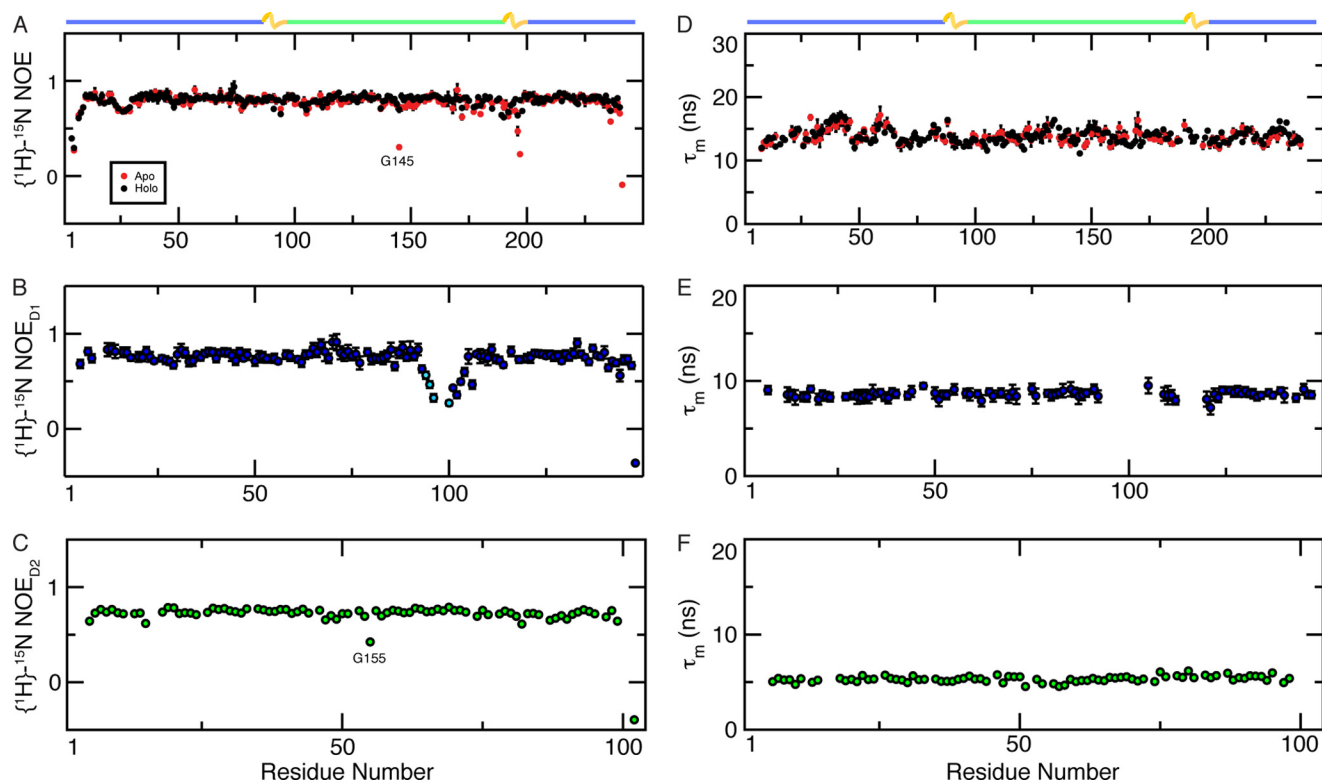 A
{¹H}-¹⁵N NOE
1
0
G145
Apo
Holo
1 50 100 150 200
B
{¹H}-¹⁵N NOE_D1
1
0
1 50 100
C
{¹H}-¹⁵N NOE_D2
1
0
G155
1 50 100
Residue Number
D
τm (ns)
30
20
10
0
1 50 100 150 200
E
τm (ns)
20
10
0
1 50 100
F
τm (ns)
20
10
0
1 50 100
Residue Number